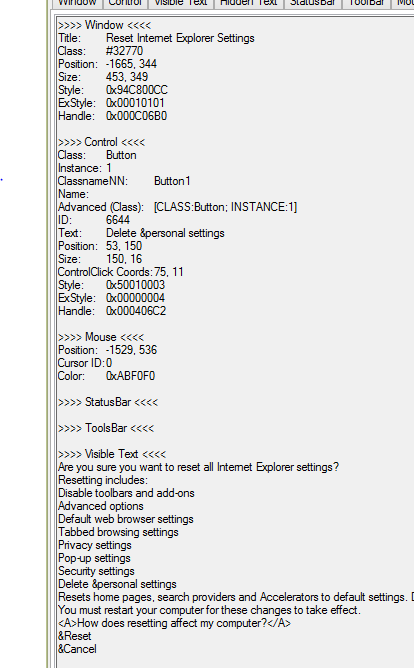 Window Control Visible Text Hidden Text StatusBar ToolBar
>>>> Window <<<<
Title: Reset Internet Explorer Settings
Class: #32770
Position: -1665, 344
Size: 453, 349
Style: 0x94C800CC
ExStyle: 0x00010101
Handle: 0x000C06B0
>>>> Control <<<<
Class: Button
Instance: 1
ClassnameNN: Button1
Name:
Advanced (Class): [CLASS:Button; INSTANCE:1]
ID: 6644
Text: Delete &personal settings
Position: 53, 150
Size: 150, 16
ControlClick Coords: 75, 11
Style: 0x50010003
ExStyle: 0x00000004
Handle: 0x000406C2
>>>> Mouse <<<<
Position: -1529, 536
Cursor ID: 0
Color: 0xABF0F0
>>>> StatusBar <<<<
>>>> ToolsBar <<<<
>>>> Visible Text <<<<
Are you sure you want to reset all Internet Explorer settings?
Resetting includes:
Disable toolbars and add-ons
Advanced options
Default web browser settings
Tabbed browsing settings
Privacy settings
Pop-up settings
Security settings
Delete &personal settings
Resets home pages, search providers and Accelerators to default settings.
You must restart your computer for these changes to take effect.
<A>How does resetting affect my computer?</A>
&Reset
&Cancel